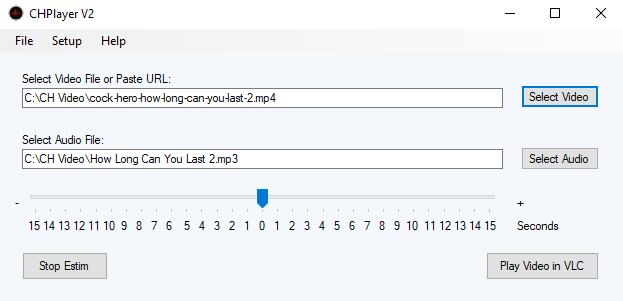 CHPlayer V2
File Setup Help
Select Video File or Paste URL:
C:\CH Video\cock-hero-how-long-can-you-last-2.mp4 Select Video
Select Audio File:
C:\CH Video\How Long Can You Last 2.mp3 Select Audio
- +
15 14 13 12 11 10 9 8 7 6 5 4 3 2 1 0 1 2 3 4 5 6 7 8 9 10 11 12 13 14 15 Seconds
Stop Estim Play Video in VLC